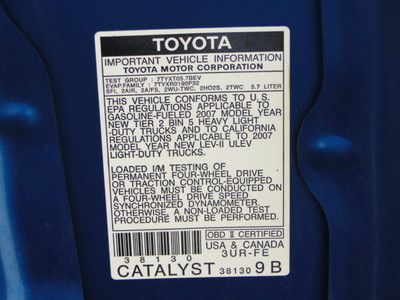 TOYOTA
IMPORTANT VEHICLE INFORMATION
TOYOTA MOTOR CORPORATION
TEST GROUP : 7TYXT05.7BEV
EVAP.FAMILY : 7TYXR0190P32
SFI, 2AIR, 2A/FS, 2WU-TWC, 2HO2S, 2TWC 5.7 LITER
THIS VEHICLE CONFORMS TO U.S.
EPA REGULATIONS APPLICABLE TO
GASOLINE-FUELED 2007 MODEL YEAR
NEW TIER 2 BIN 5 HEAVY LIGHT
-DUTY TRUCKS AND TO CALIFORNIA
REGULATIONS APPLICABLE TO 2007
MODEL YEAR NEW LEV-II ULEV
LIGHT-DUTY TRUCKS.
LOADED I/M TESTING OF
PERMANENT FOUR-WHEEL DRIVE
OR TRACTION CONTROL-EQUIPPED
VEHICLES MUST BE CONDUCTED ON
A FOUR-WHEEL DRIVE SPEED
SYNCHRONIZED DYNAMOMETER.
OTHERWISE, A NON-LOADED TEST
PROCEDURE MUST BE PERFORMED.
OBD II CERTIFIED
USA & CANADA
38130
3UR-FE
CATALYST 38130 9B